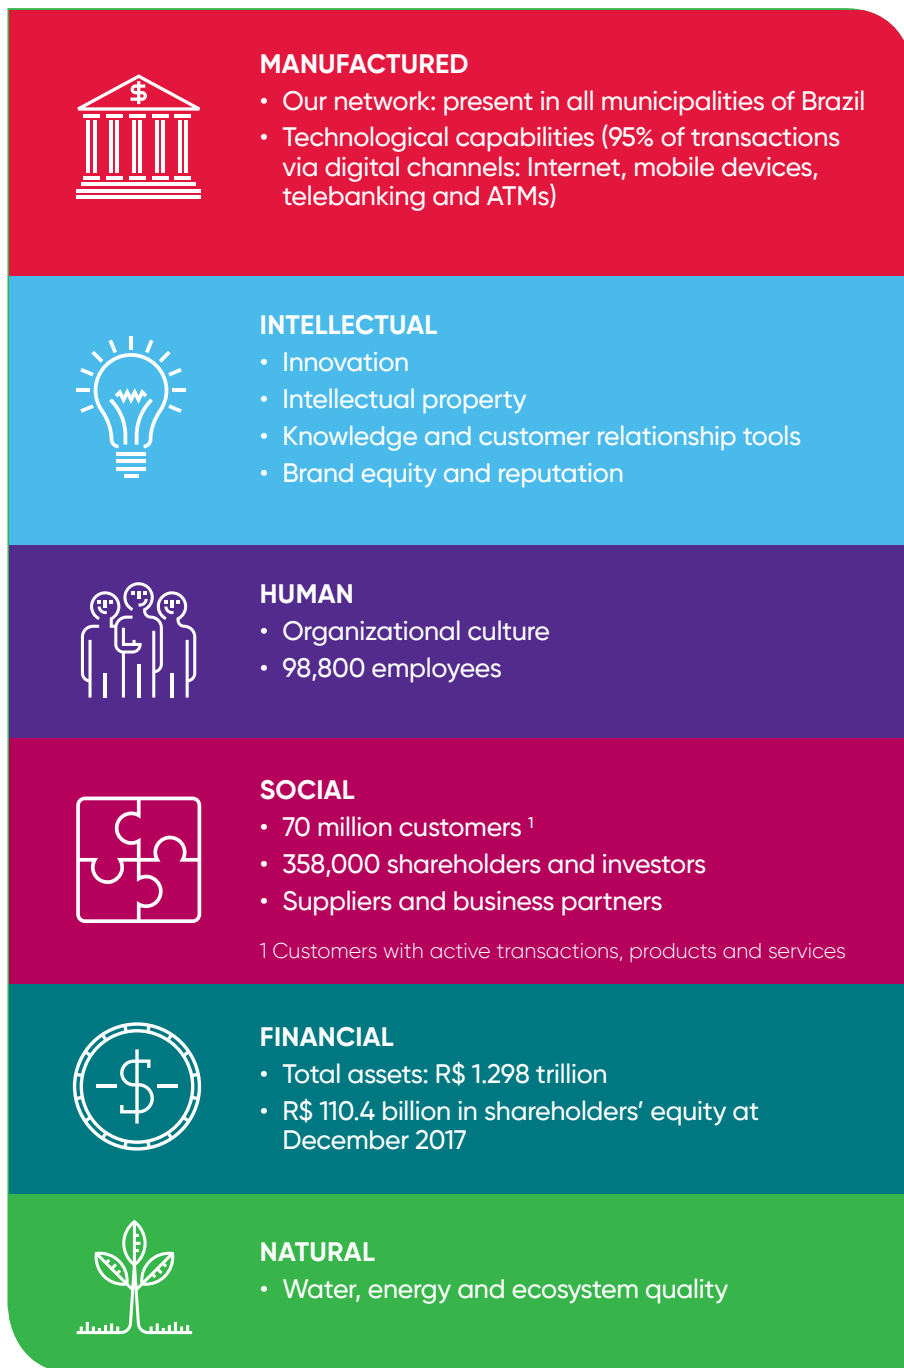 $
MANUFACTURED
• Our network: present in all municipalities of Brazil
• Technological capabilities (95% of transactions
via digital channels: Internet, mobile devices,
telebanking and ATMs)
INTELLECTUAL
• Innovation
• Intellectual property
• Knowledge and customer relationship tools
• Brand equity and reputation
HUMAN
• Organizational culture
• 98,800 employees
SOCIAL
• 70 million customers ¹
• 358,000 shareholders and investors
• Suppliers and business partners
1 Customers with active transactions, products and services
$
FINANCIAL
• Total assets: R$ 1.298 trillion
• R$ 110.4 billion in shareholders’ equity at
December 2017
NATURAL
• Water, energy and ecosystem quality